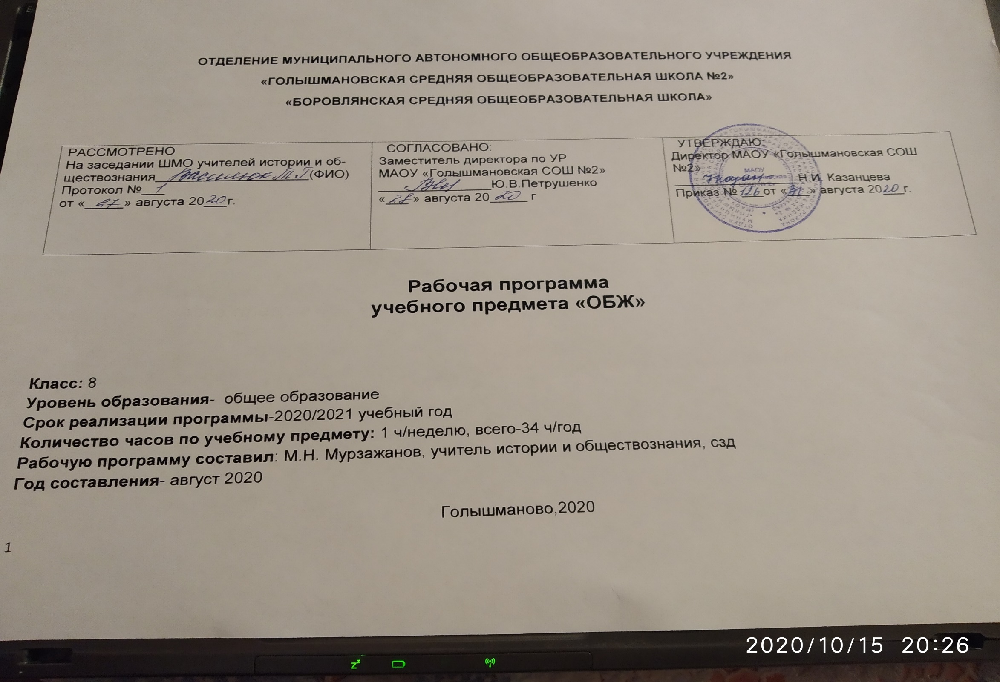 ОТДЕЛЕНИЕ МУНИЦИПАЛЬНОГО АВТОНОМНОГО ОБЩЕОБРАЗОВАТЕЛЬНОГО УЧРЕЖДЕНИЯ
«ГОЛЫШМАНОВСКАЯ СРЕДНЯЯ ОБЩЕОБРАЗОВАТЕЛЬНАЯ ШКОЛА №2»
«БОРОВЛЯНСКАЯ СРЕДНЯЯ ОБЩЕОБРАЗОВАТЕЛЬНАЯ ШКОЛА»
РАССМОТРЕНО
На заседании ШМО учителей истории и об-
ществознания (ФИО)
Протокол № 1
от «27» августа 2020г.
СОГЛАСОВАНО:
Заместитель директора по УР
МАОУ «Голышмановская СОШ №2»
Ю.В.Петрушенко
«28» августа 2020 г
УТВЕРЖДАЮ:
Директор МАОУ «Голышмановская СОШ
№2»
Н.И. Казанцева
Приказ №126 от «31» августа 2020 г.
МАОУ
Рабочая программа
учебного предмета «ОБЖ»
Класс: 8
Уровень образования- общее образование
Срок реализации программы-2020/2021 учебный год
Количество часов по учебному предмету: 1 ч/неделю, всего-34 ч/год
Рабочую программу составил: М.Н. Мурзажанов, учитель истории и обществознания, сзд
Год составления- август 2020
Голышманово,2020
1
2020/10/15 20:26